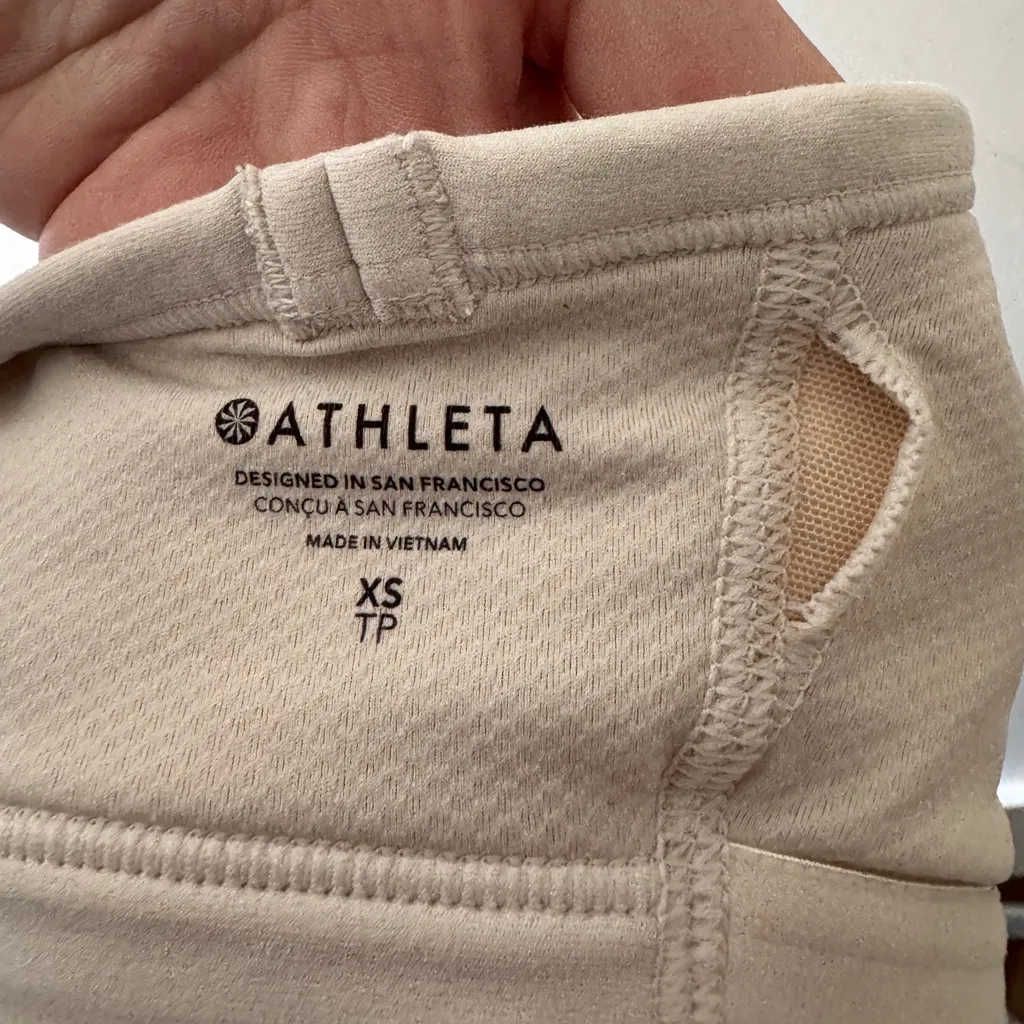 ATHLETA
DESIGNED IN SAN FRANCISCO
CONÇU À SAN FRANCISCO
MADE IN VIETNAM
XS
TP